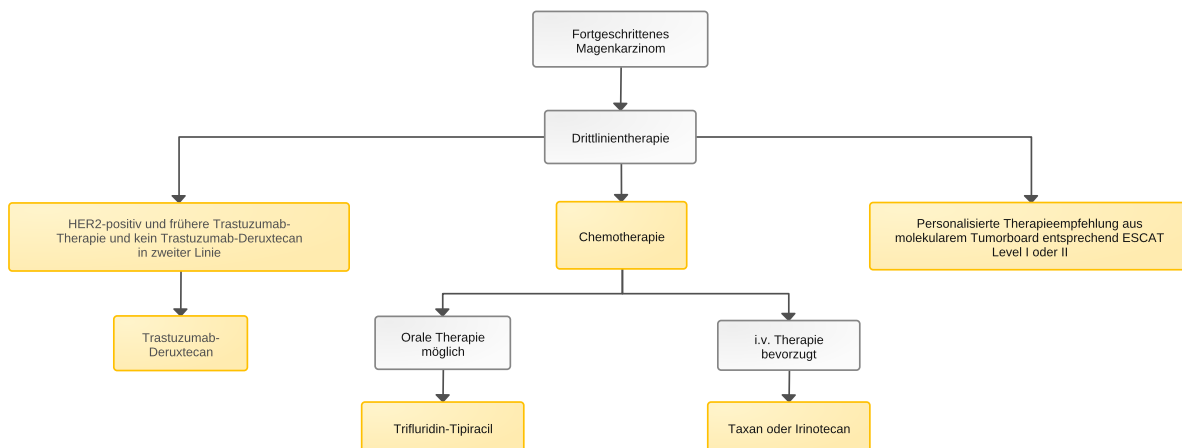 Fortgeschrittenes
Magenkarzinom
Drittlinientherapie
HER2-positiv und frühere Trastuzumab-
Therapie und kein Trastuzumab-Deruxtecan
in zweiter Linie
Chemotherapie
Personalisierte Therapieempfehlung aus
molekularem Tumorboard entsprechend ESCAT
Level I oder II
Trastuzumab-
Deruxtecan
Orale Therapie
möglich
i.v. Therapie
bevorzugt
Trifluridin-Tipiracil
Taxan oder Irinotecan